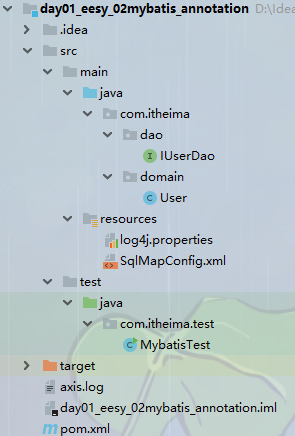 day01_eesy_02mybatis_annotation D:\Idea
.idea
src
main
java
com.itheima
dao
IUserDao
domain
User
resources
log4j.properties
SqlMapConfig.xml
test
java
com.itheima.test
MybatisTest
target
axis.log
day01_eesy_02mybatis_annotation.iml
pom.xml